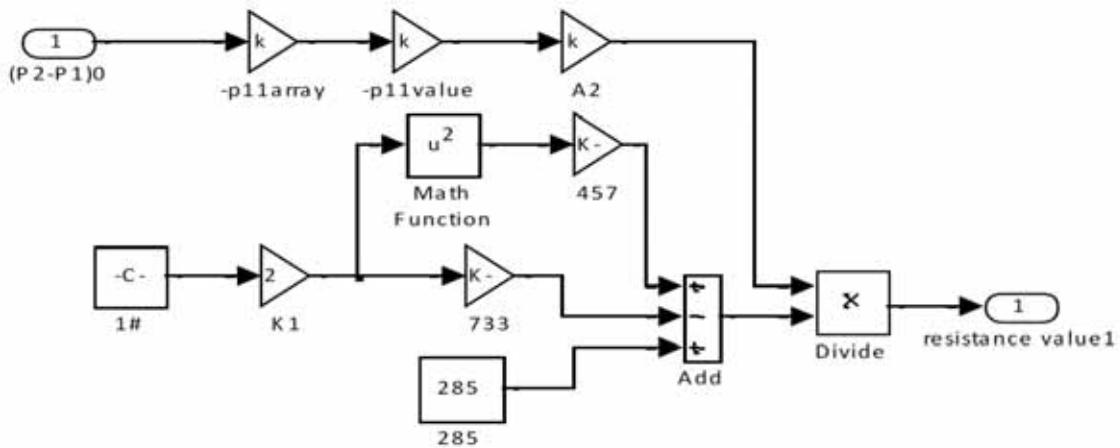 1
(P2-P1)0
k
-p11array
k
-p11value
k
A2
u²
Math
Function
K-
457
-C-
1#
2
K1
K-
733
285
285
+
−
+
Add
×
Divide
1
resistance value1